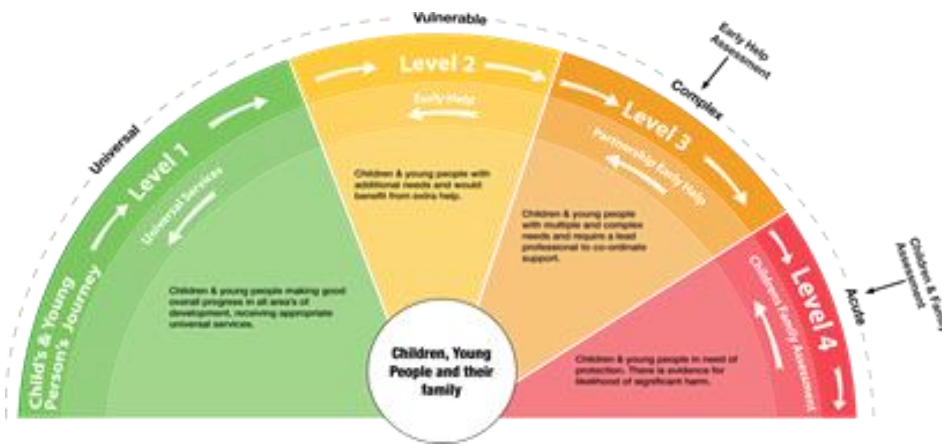 Universal
Vulnerable
Complex
Acute
Early Help
Assessment
Children & Family
Assessment
Child's & Young
Person's Journey
Level 1
Universal Services
Children & young people making good
overall progress in all area's of
development, receiving appropriate
universal services.
Level 2
Early Help
Children & young people with
additional needs and would
benefit from extra help.
Level 3
Partnership Early Help
Children & young people
with multiple and complex
needs and require a lead
professional to co-ordinate
support.
Level 4
Childrens Family Assessment
Children & young people in need of
protection. There is evidence for
likelihood of significant harm.
Children, Young
People and their
family